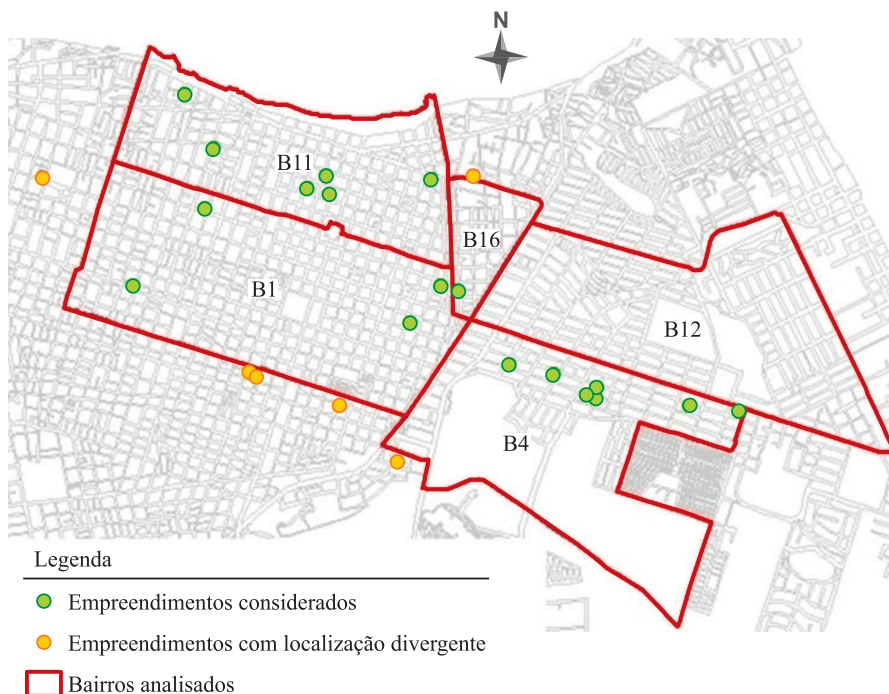 N
B11
B16
B1
B12
B4
Legenda
Empreendimentos considerados
Empreendimentos com localização divergente
Bairros analisados